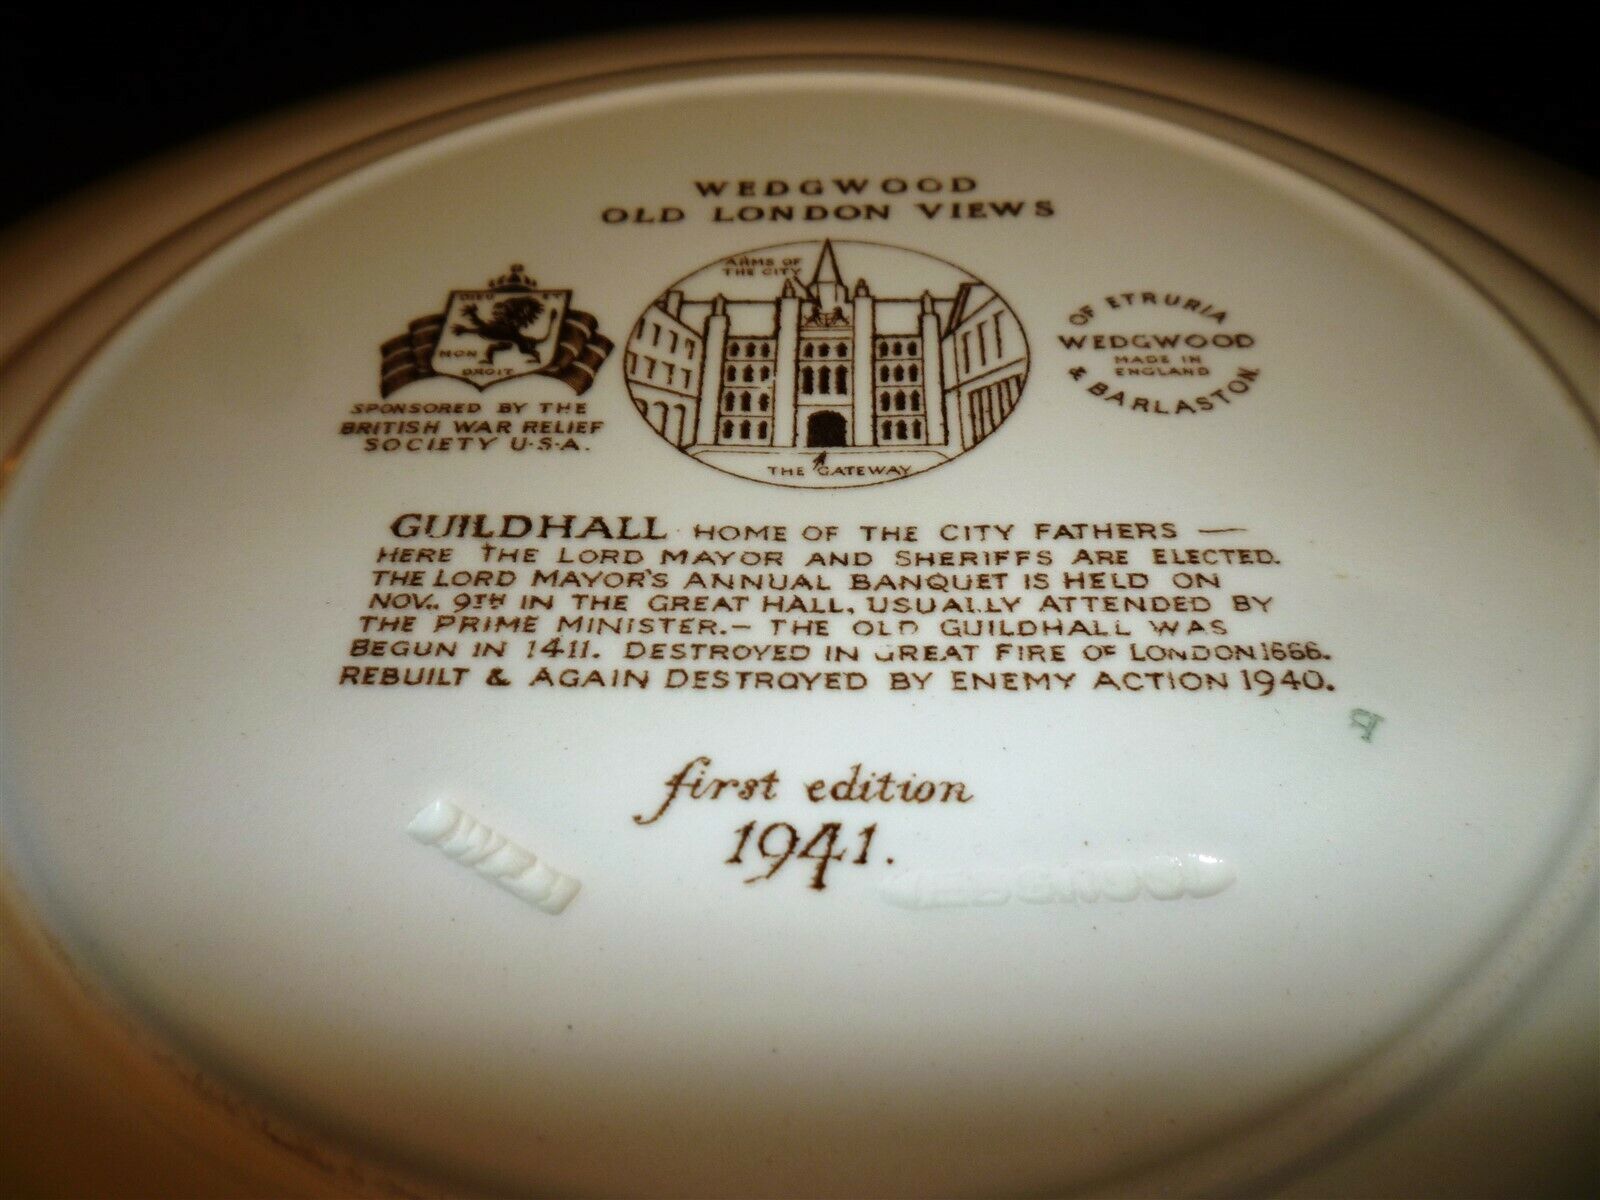 WEDGWOOD
OLD LONDON VIEWS
DIEU ET
MON
DROIT
SPONSORED BY THE
BRITISH WAR RELIEF
SOCIETY U·S·A.
ARMS OF
THE CITY
THE GATEWAY
OF ETRURIA
WEDGWOOD
MADE IN
ENGLAND
& BARLASTON
GUILDHALL HOME OF THE CITY FATHERS —
HERE THE LORD MAYOR AND SHERIFFS ARE ELECTED.
THE LORD MAYOR'S ANNUAL BANQUET IS HELD ON
NOV. 9TH IN THE GREAT HALL, USUALLY ATTENDED BY
THE PRIME MINISTER.— THE OLD GUILDHALL WAS
BEGUN IN 1411. DESTROYED IN GREAT FIRE OF LONDON 1666.
REBUILT & AGAIN DESTROYED BY ENEMY ACTION 1940.
R
first edition
1941.
WEDGWOOD